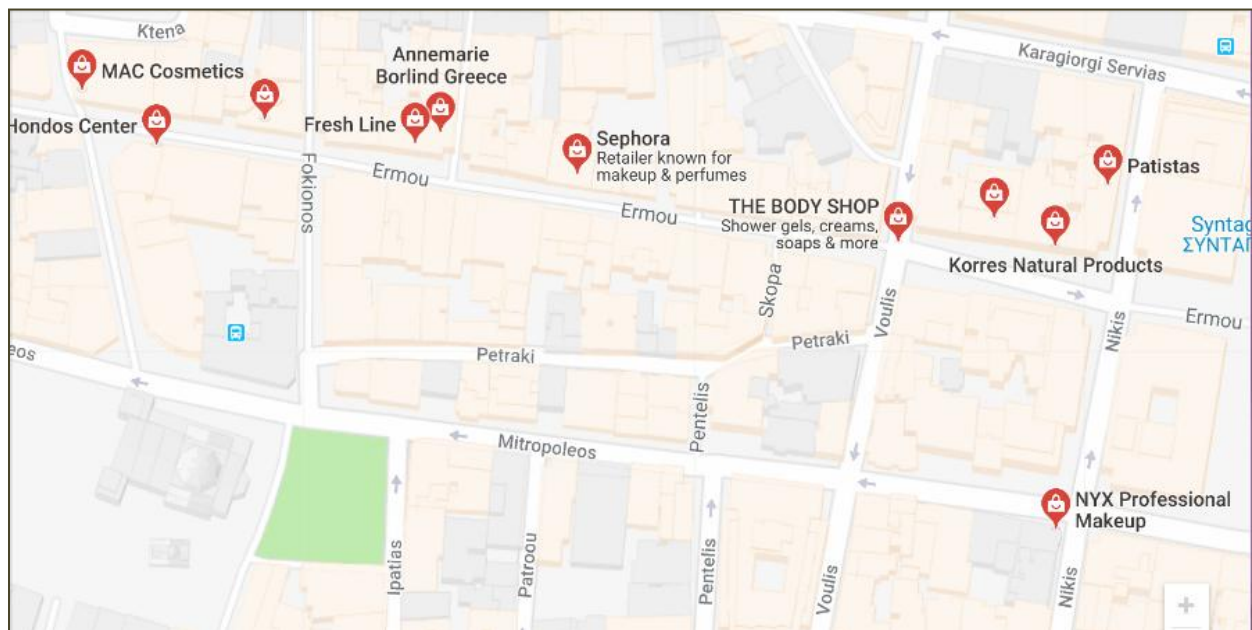 Ktena
MAC Cosmetics
Annemarie
Borlind Greece
Karagiorgi Servias
Hondos Center
Fresh Line
Sephora
Retailer known for
makeup & perfumes
Patistas
Fokionos
Ermou
Ermou
THE BODY SHOP
Shower gels, creams,
soaps & more
Syntag
ΣΥΝΤΑΓ
Korres Natural Products
Skopa
Voulis
Nikis
Ermou
eos
Petraki
Petraki
Pentelis
Mitropoleos
NYX Professional
Makeup
Ipatias
Patroou
Pentelis
Voulis
Nikis
+